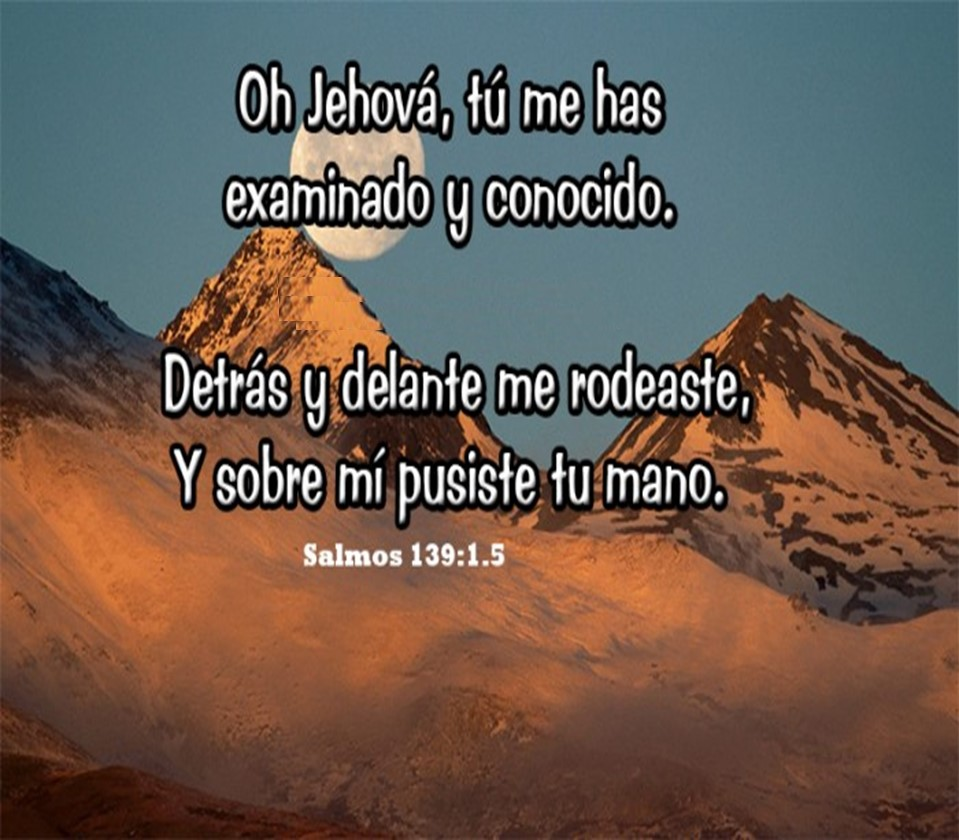 Oh Jehová, tú me has
examinado y conocido.
Detrás y delante me rodeaste,
Y sobre mí pusiste tu mano.
Salmos 139:1.5